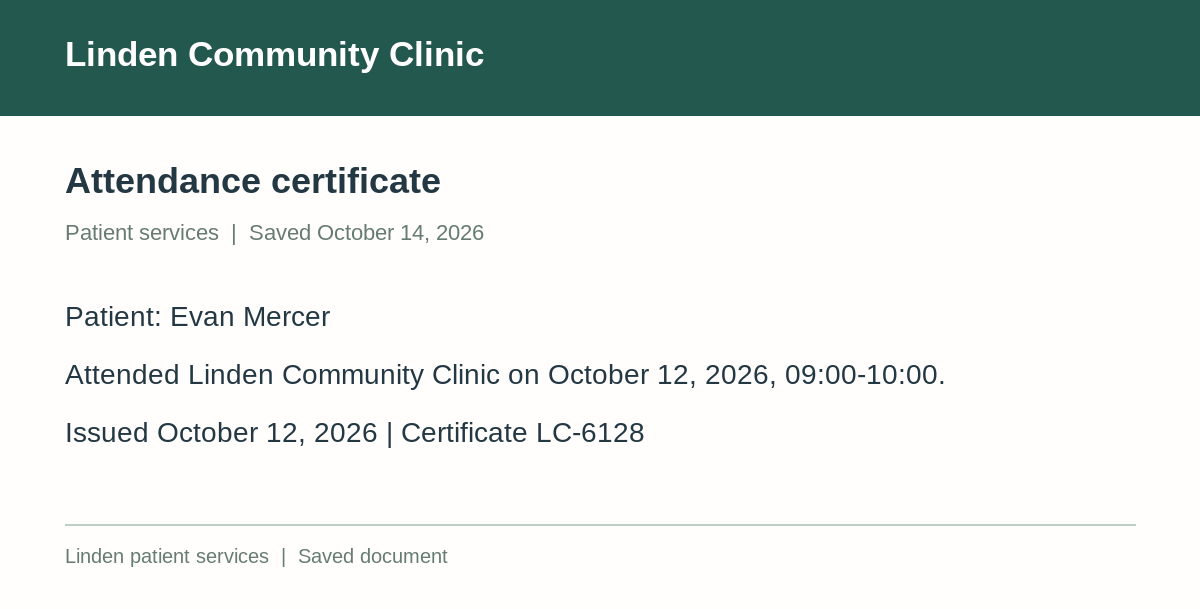 Linden Community Clinic
Attendance certificate
Patient services | Saved October 14, 2026
Patient: Evan Mercer
Attended Linden Community Clinic on October 12, 2026, 09:00-10:00.
Issued October 12, 2026 | Certificate LC-6128
Linden patient services | Saved document